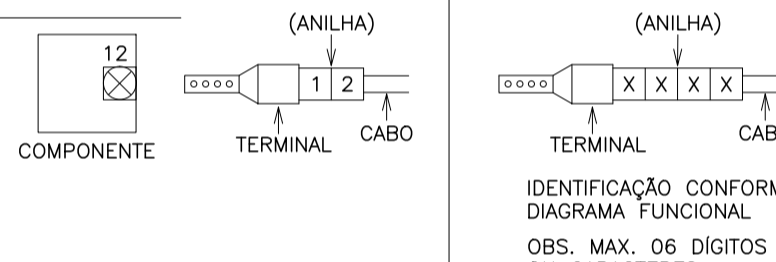 (ANILHA)
12
1 2
COMPONENTE
TERMINAL
CABO
(ANILHA)
X X X X
TERMINAL
IDENTIFICAÇÃO
DIAGRAMA FUNCIONAL
OBS. MAX. 06 DÍGITOS